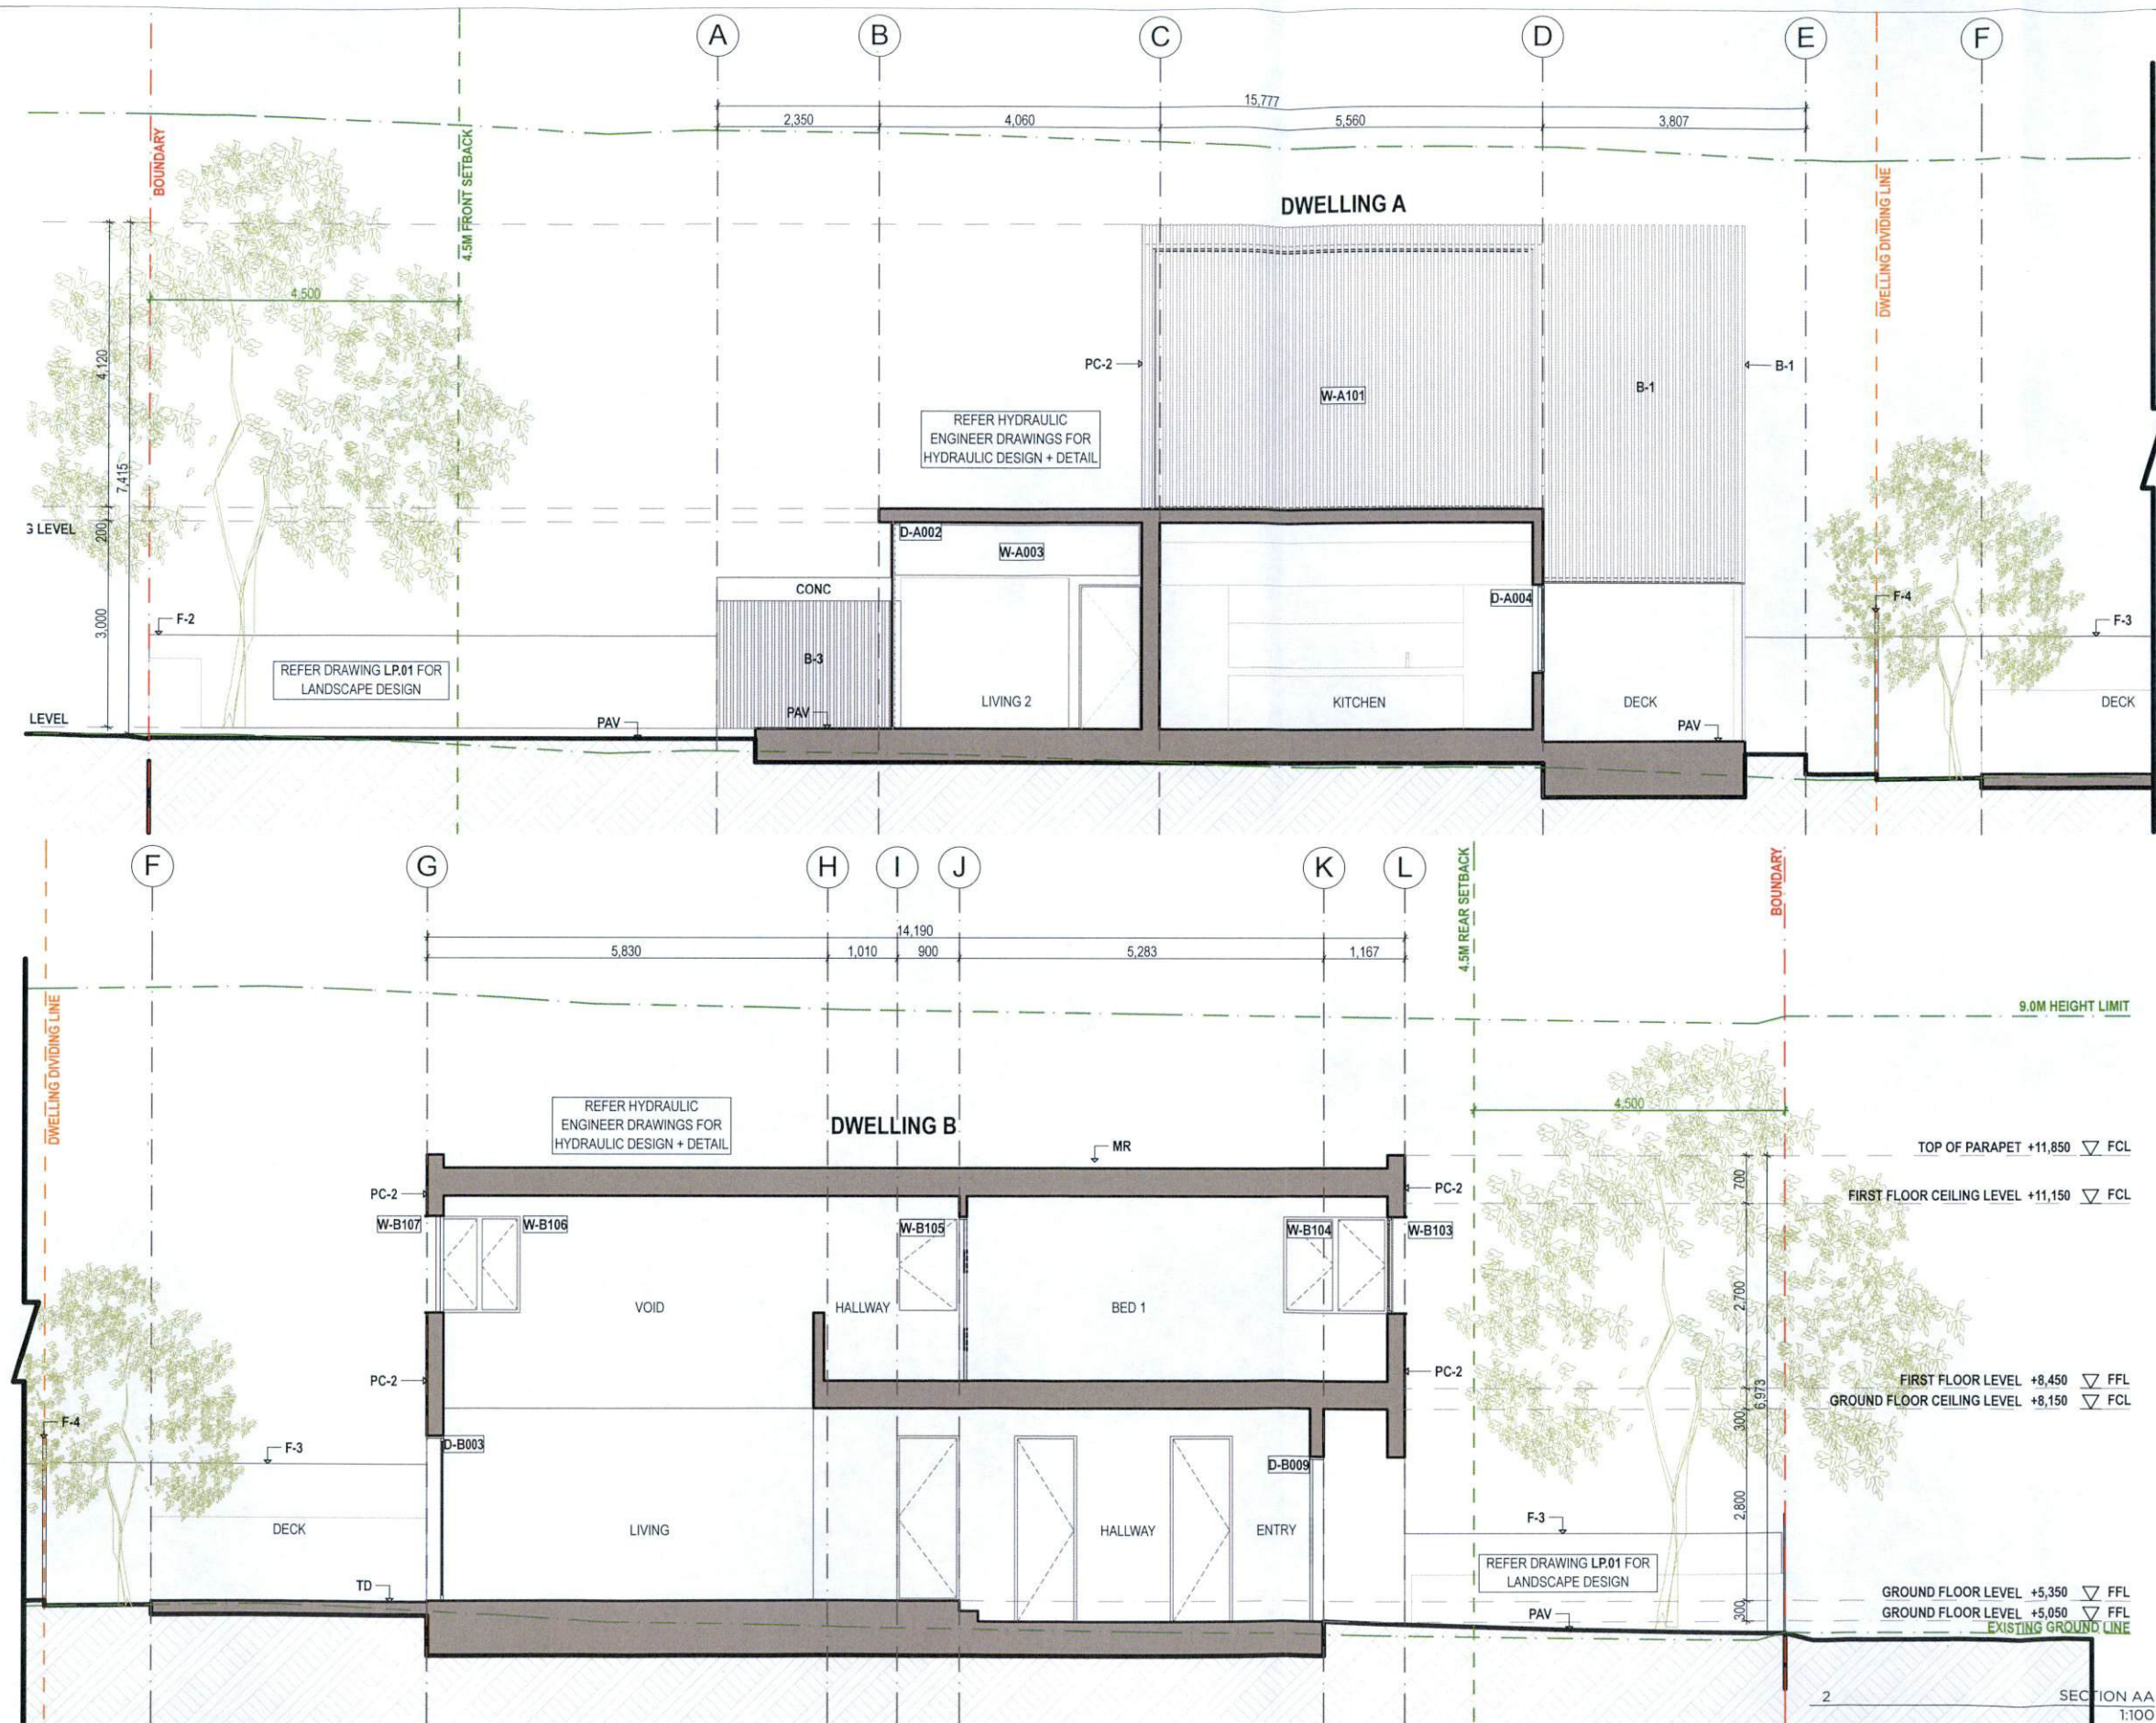 A
B
C
D
E
F
15,777
2,350
4,060
5,560
3,807
BOUNDARY
4.5M FRONT SETBACK
DWELLING DIVIDING LINE
DWELLING A
4,500
4,120
7,415
200
3,000
PC-2
W-A101
B-1
B-1
REFER HYDRAULIC
ENGINEER DRAWINGS FOR
HYDRAULIC DESIGN + DETAIL
LEVEL
D-A002
W-A003
CONC
D-A004
F-4
F-2
F-3
B-3
REFER DRAWING LP.01 FOR
LANDSCAPE DESIGN
LIVING 2
KITCHEN
DECK
DECK
LEVEL
PAV
PAV
PAV
F
G
H
I
J
K
L
14,190
5,830
1,010
900
5,283
1,167
4.5M REAR SETBACK
BOUNDARY
DWELLING DIVIDING LINE
9.0M HEIGHT LIMIT
REFER HYDRAULIC
ENGINEER DRAWINGS FOR
HYDRAULIC DESIGN + DETAIL
DWELLING B
4,500
MR
TOP OF PARAPET +11,850 FCL
700
PC-2
PC-2
FIRST FLOOR CEILING LEVEL +11,150 FCL
W-B107
W-B106
W-B105
W-B104
W-B103
VOID
HALLWAY
BED 1
2,700
PC-2
PC-2
FIRST FLOOR LEVEL +8,450 FFL
6,973
GROUND FLOOR CEILING LEVEL +8,150 FCL
300
F-4
F-3
D-B003
D-B009
2,800
F-3
DECK
LIVING
HALLWAY
ENTRY
REFER DRAWING LP.01 FOR
LANDSCAPE DESIGN
TD
GROUND FLOOR LEVEL +5,350 FFL
300
PAV
GROUND FLOOR LEVEL +5,050 FFL
EXISTING GROUND LINE
2
SECTION AA
1:100